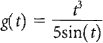 g(t) = t³/5sin(t)